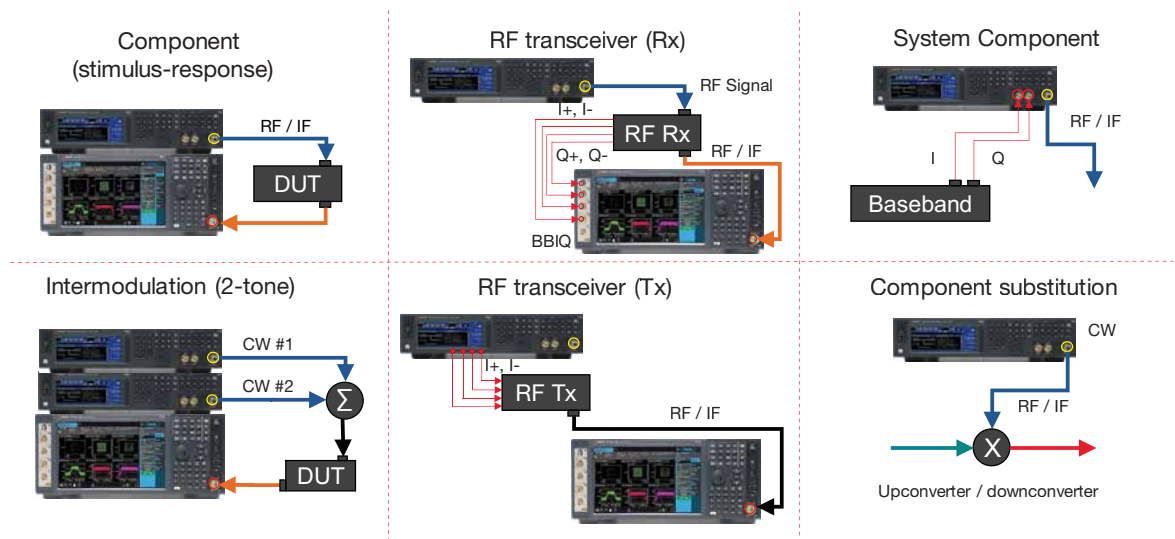 Component
(stimulus-response)
RF / IF
DUT
RF transceiver (Rx)
RF Signal
I+, I-
RF Rx
Q+, Q-
RF / IF
BBIQ
System Component
RF / IF
I
Q
Baseband
Intermodulation (2-tone)
CW #1
CW #2
Σ
DUT
RF transceiver (Tx)
I+, I-
RF Tx
RF / IF
Component substitution
CW
RF / IF
X
Upconverter / downconverter